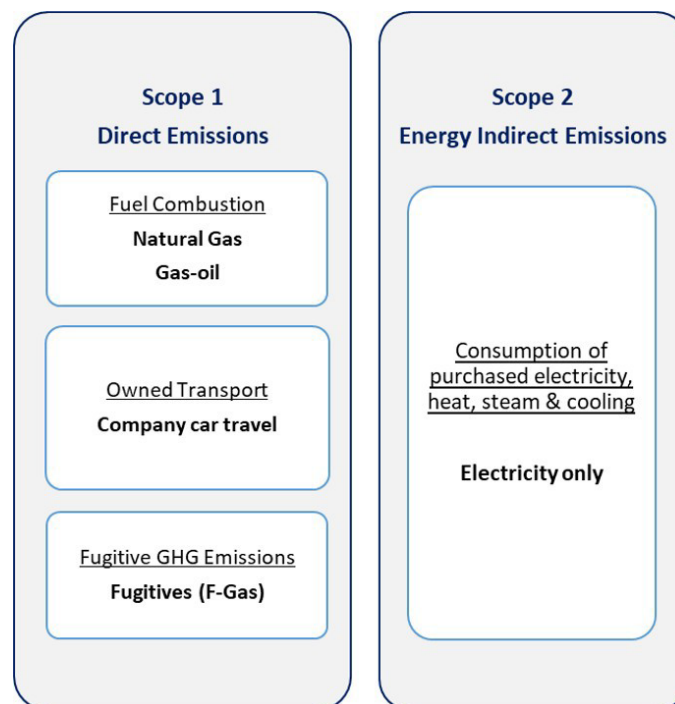 Scope 1
Direct Emissions
Fuel Combustion
Natural Gas
Gas-oil
Owned Transport
Company car travel
Fugitive GHG Emissions
Fugitives (F-Gas)
Scope 2
Energy Indirect Emissions
Consumption of
purchased electricity,
heat, steam & cooling
Electricity only